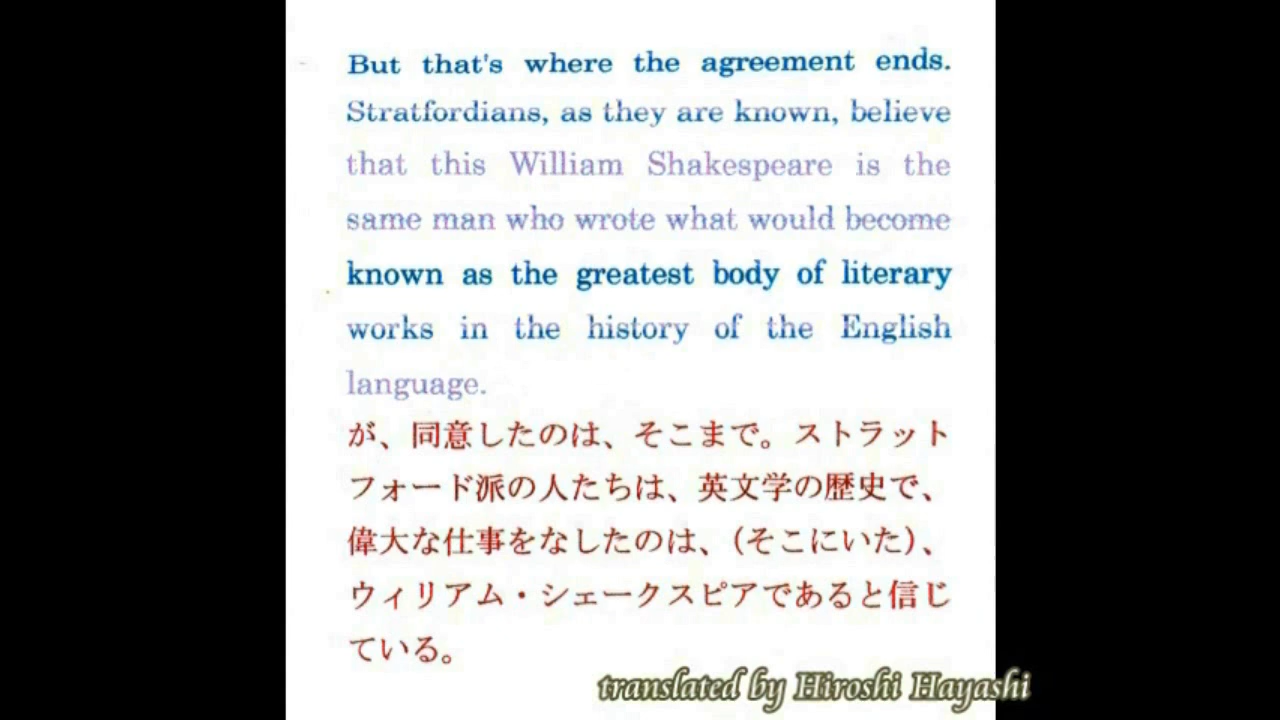 But that's where the agreement ends.
Stratfordians, as they are known, believe
that this William Shakespeare is the
same man who wrote what would become
known as the greatest body of literary
works in the history of the English
language.
が、同意したのは、そこまで。ストラット
フォード派の人たちは、英文学の歴史で、
偉大な仕事をなしたのは、（そこにいた）、
ウィリアム・シェークスピアであると信じ
ている。
translated by Hiroshi Hayashi